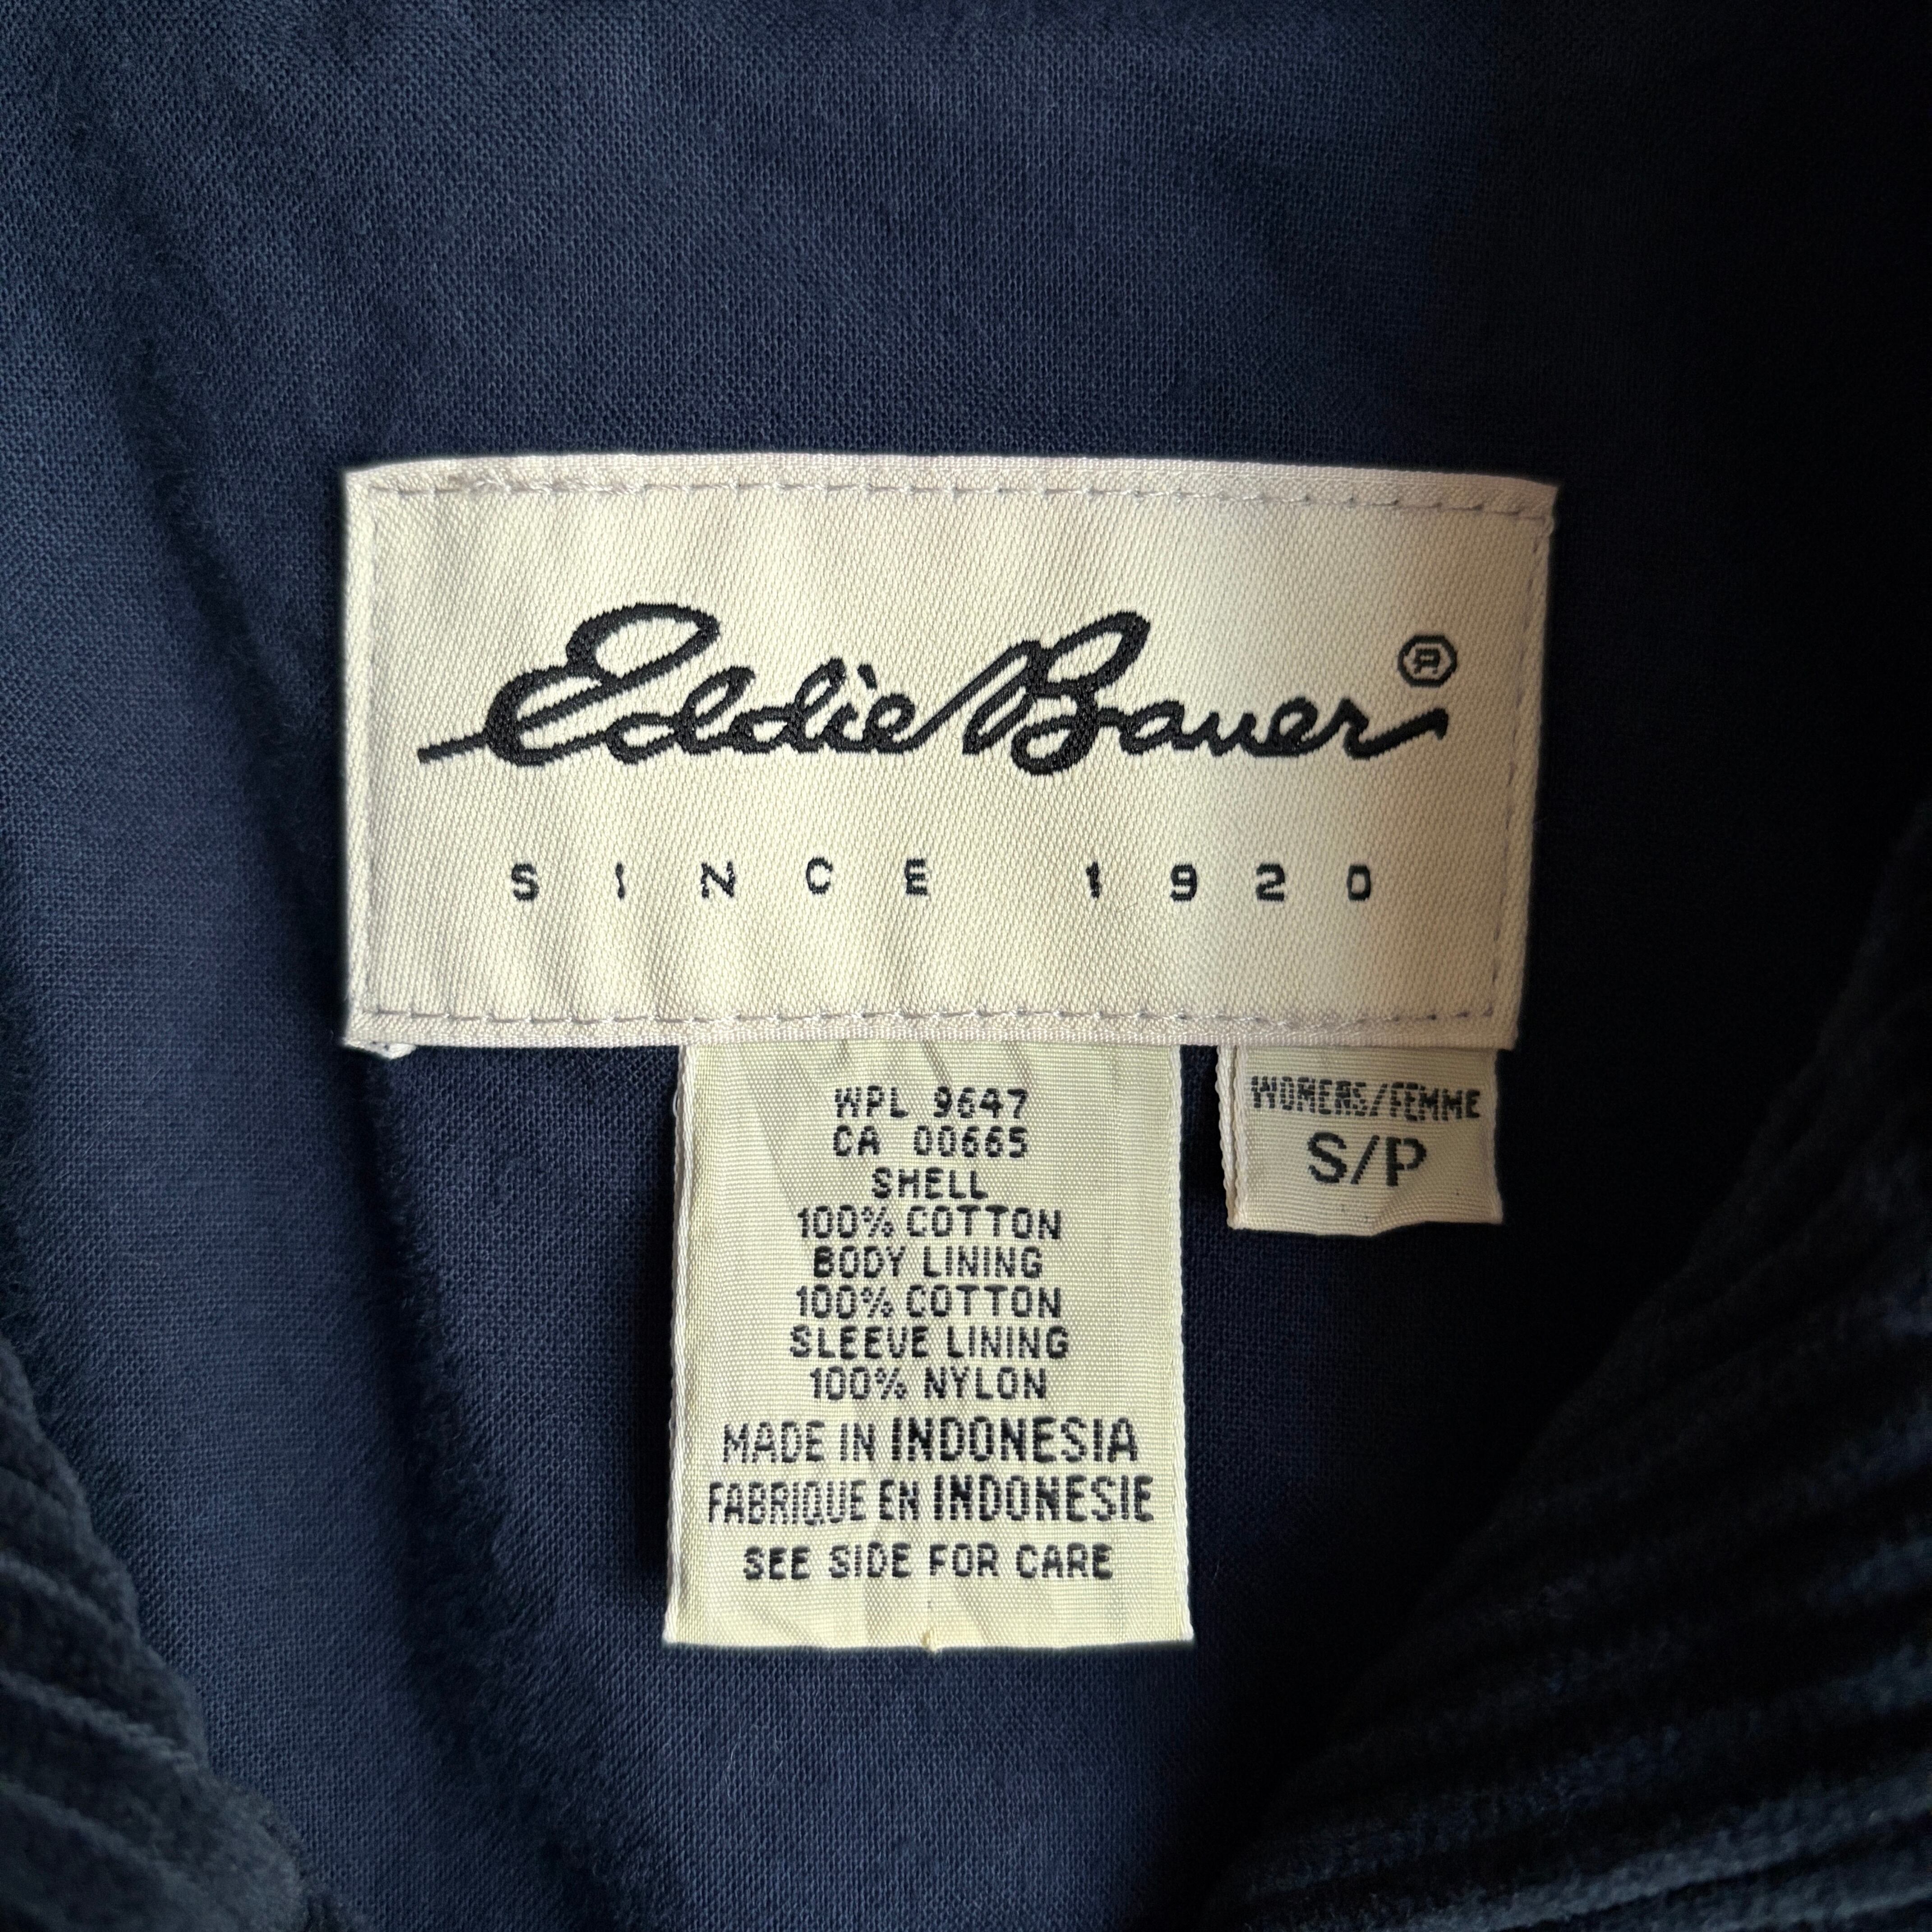 Eddie Bauer®
SINCE 1920
WPL 9647
CA 00665
SHELL
100% COTTON
BODY LINING
100% COTTON
SLEEVE LINING
100% NYLON
MADE IN INDONESIA
FABRIQUE EN INDONESIE
SEE SIDE FOR CARE
WOMENS/FEMME
S/P